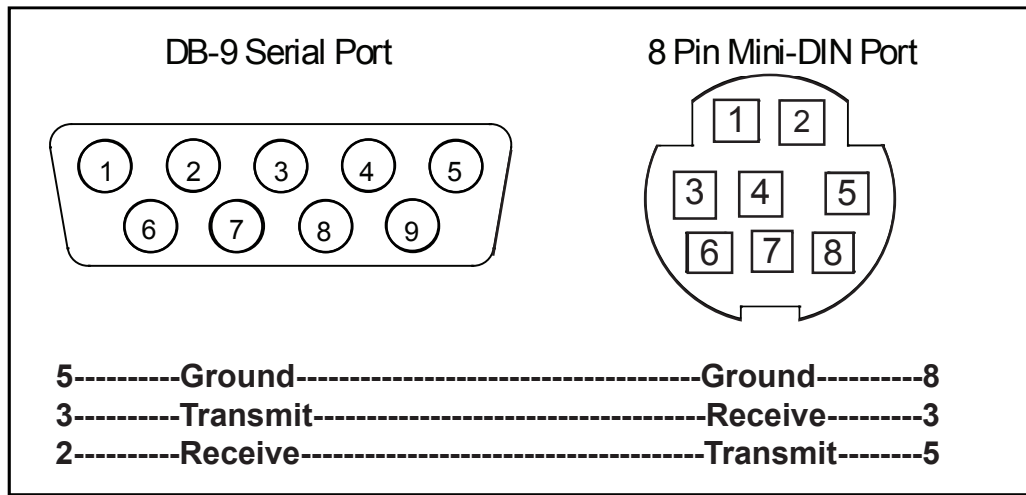 DB-9 Serial Port
8 Pin Mini-DIN Port
1 2 3 4 5
6 7 8 9
1 2
3 4 5
6 7 8
5----------Ground--------------------------------------Ground----------8
3----------Transmit-------------------------------------Receive--------3
2----------Receive--------------------------------------Transmit--------5